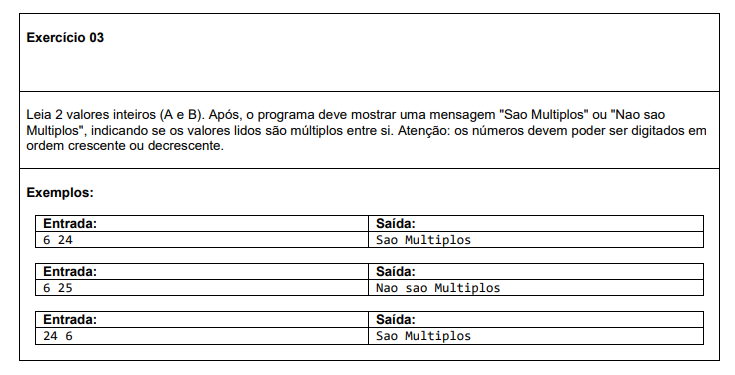 Exercício 03
Leia 2 valores inteiros (A e B). Após, o programa deve mostrar uma mensagem "Sao Multiplos" ou "Nao sao
Multiplos", indicando se os valores lidos são múltiplos entre si. Atenção: os números devem poder ser digitados em
ordem crescente ou decrescente.
Exemplos:
Entrada: Saída:
6 24 Sao Multiplos
Entrada: Saída:
6 25 Nao sao Multiplos
Entrada: Saída:
24 6 Sao Multiplos